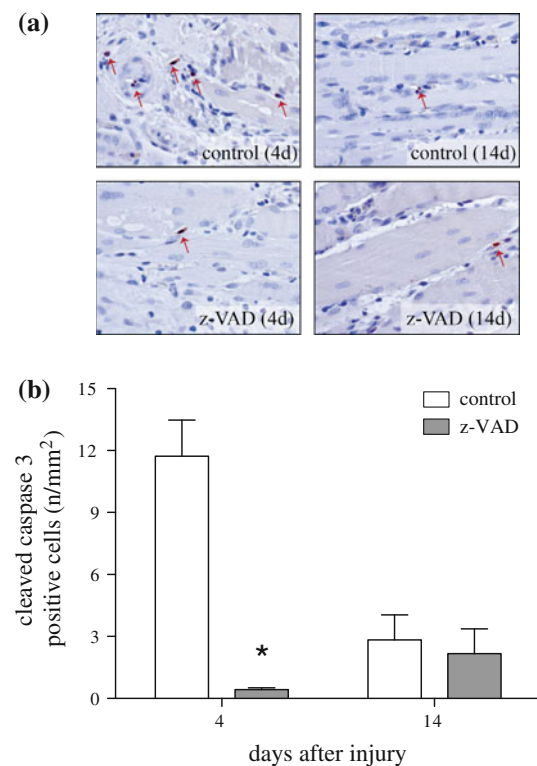 (a)
control (4d)
control (14d)
z-VAD (4d)
z-VAD (14d)
(b)
15
12
9
6
3
0
control
z-VAD
*
cleaved caspase 3
positive cells (n/mm²)
4
14
days after injury